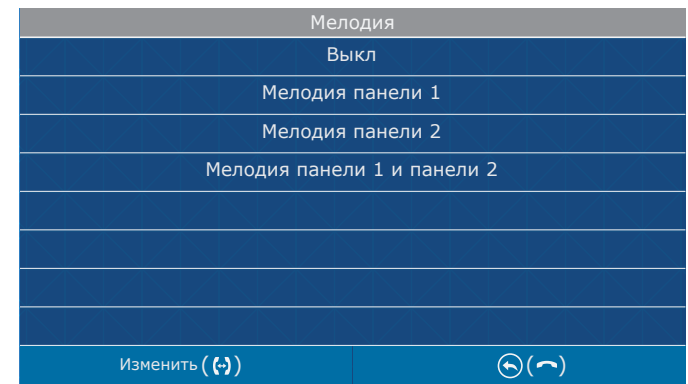 Мелодия
Выкл
Мелодия панели 1
Мелодия панели 2
Мелодия панели 1 и панели 2
Изменить ( )
( )